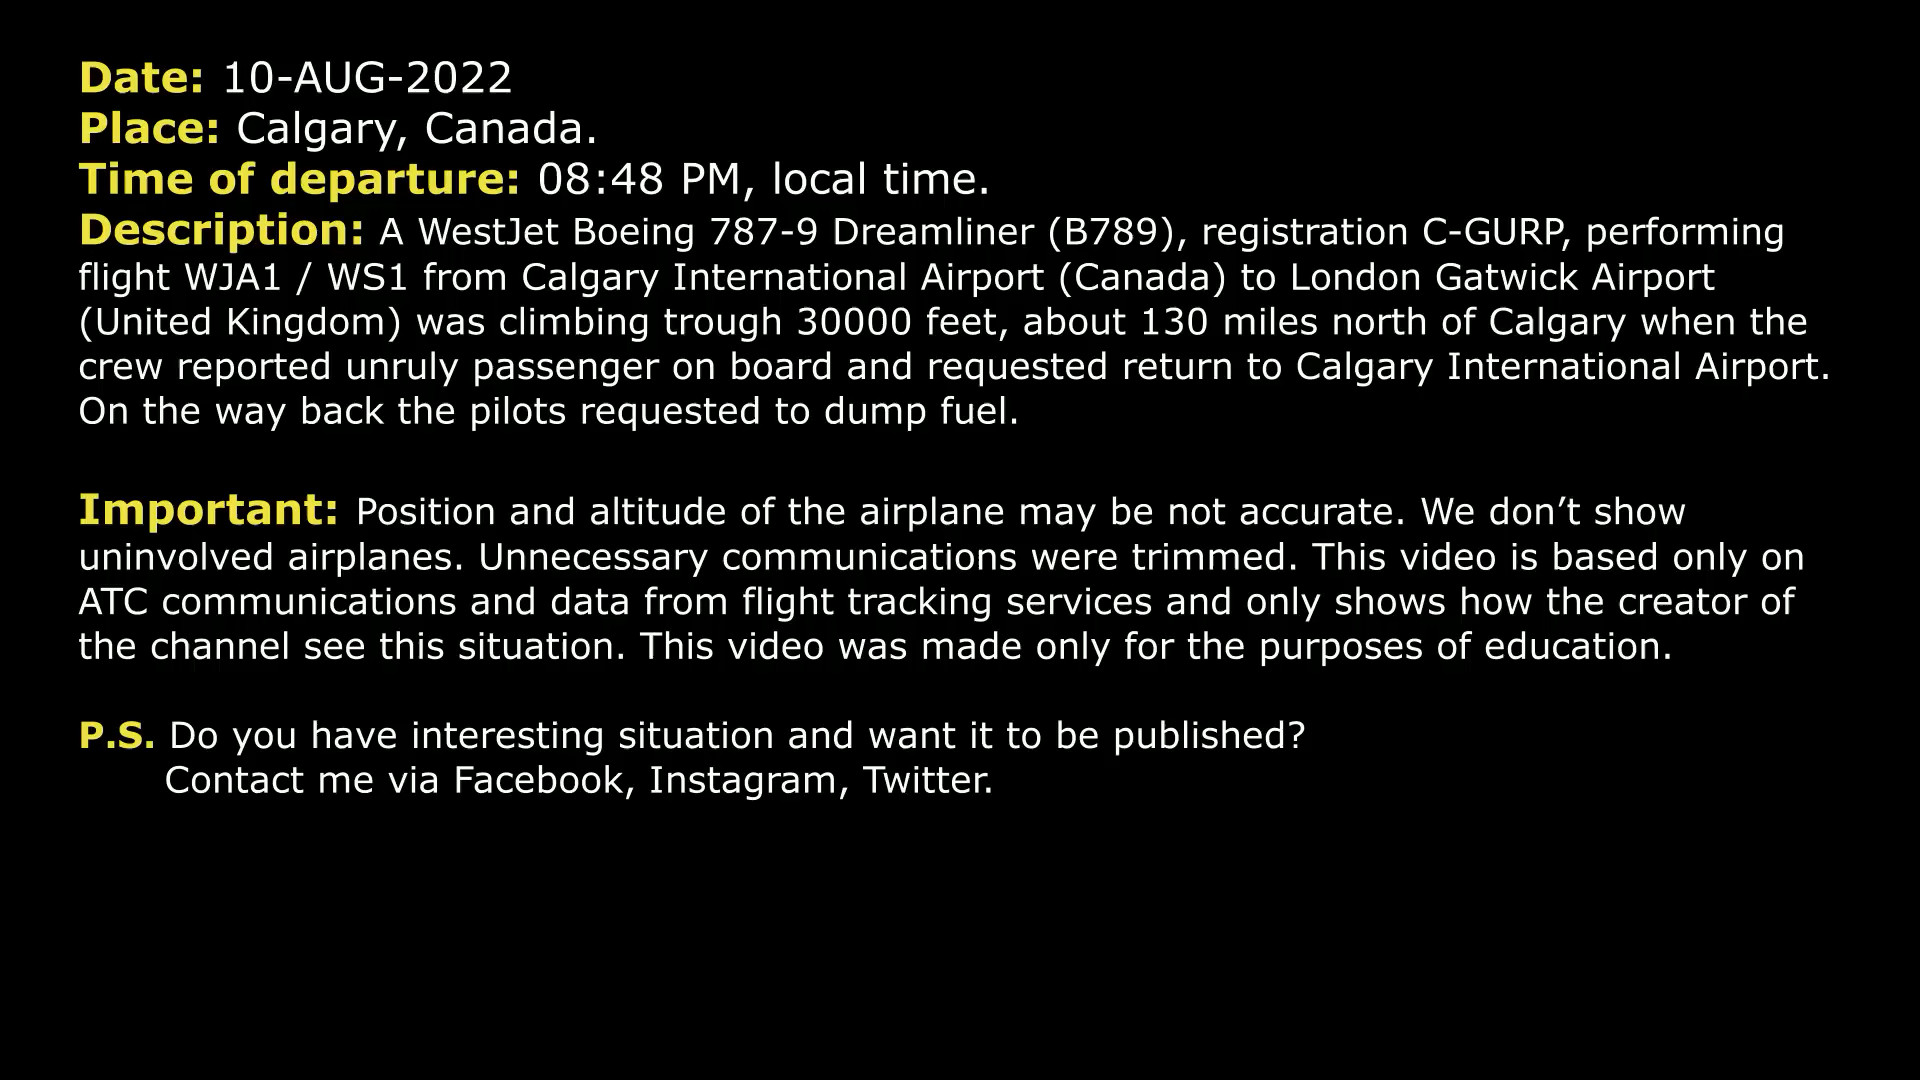 Date: 10-AUG-2022
Place: Calgary, Canada.
Time of departure: 08:48 PM, local time.
Description: A WestJet Boeing 787-9 Dreamliner (B789), registration C-GURP, performing
flight WJA1 / WS1 from Calgary International Airport (Canada) to London Gatwick Airport
(United Kingdom) was climbing trough 30000 feet, about 130 miles north of Calgary when the
crew reported unruly passenger on board and requested return to Calgary International Airport.
On the way back the pilots requested to dump fuel.
Important: Position and altitude of the airplane may be not accurate. We don’t show
uninvolved airplanes. Unnecessary communications were trimmed. This video is based only on
ATC communications and data from flight tracking services and only shows how the creator of
the channel see this situation. This video was made only for the purposes of education.
P.S. Do you have interesting situation and want it to be published?
Contact me via Facebook, Instagram, Twitter.